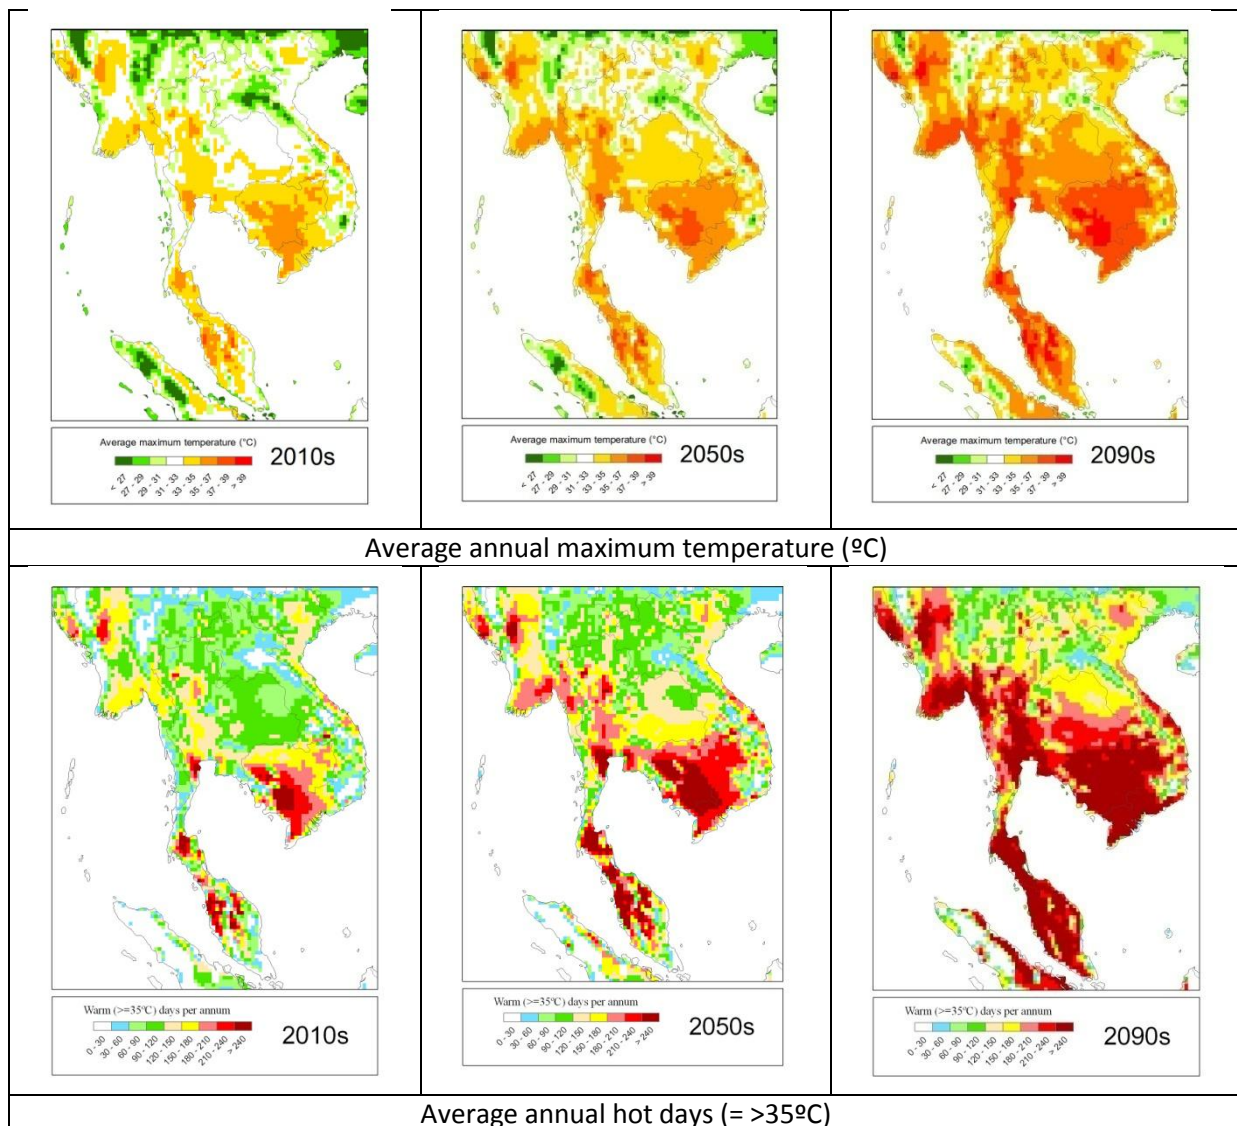 Average maximum temperature (°C)
2010s
< 27
27 - 29
29 - 31
31 - 33
33 - 35
35 - 37
37 - 39
> 39
Average maximum temperature (°C)
2050s
< 27
27 - 29
29 - 31
31 - 33
33 - 35
35 - 37
37 - 39
> 39
Average maximum temperature (°C)
2090s
< 27
27 - 29
29 - 31
31 - 33
33 - 35
35 - 37
37 - 39
> 39
Average annual maximum temperature (ºC)
Warm (>=35°C) days per annum
2010s
0 - 30
30 - 60
60 - 90
90 - 120
120 - 150
150 - 180
180 - 210
210 - 240
> 240
Warm (>=35°C) days per annum
2050s
0 - 30
30 - 60
60 - 90
90 - 120
120 - 150
150 - 180
180 - 210
210 - 240
> 240
Warm (>=35°C) days per annum
2090s
0 - 30
30 - 60
60 - 90
90 - 120
120 - 150
150 - 180
180 - 210
210 - 240
> 240
Average annual hot days (= >35ºC)